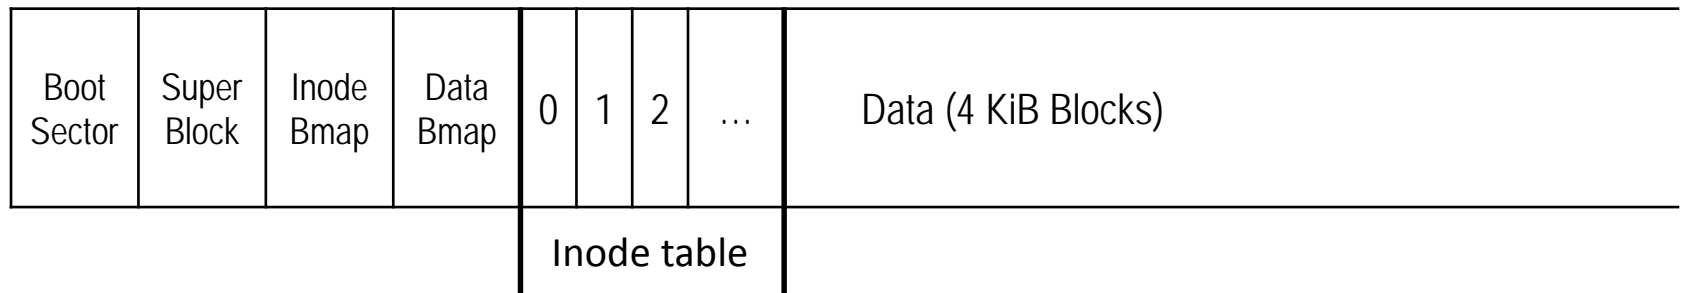 Boot
Sector
Super
Block
Inode
Bmap
Data
Bmap
0
1
2
…
Data (4 KiB Blocks)
Inode table